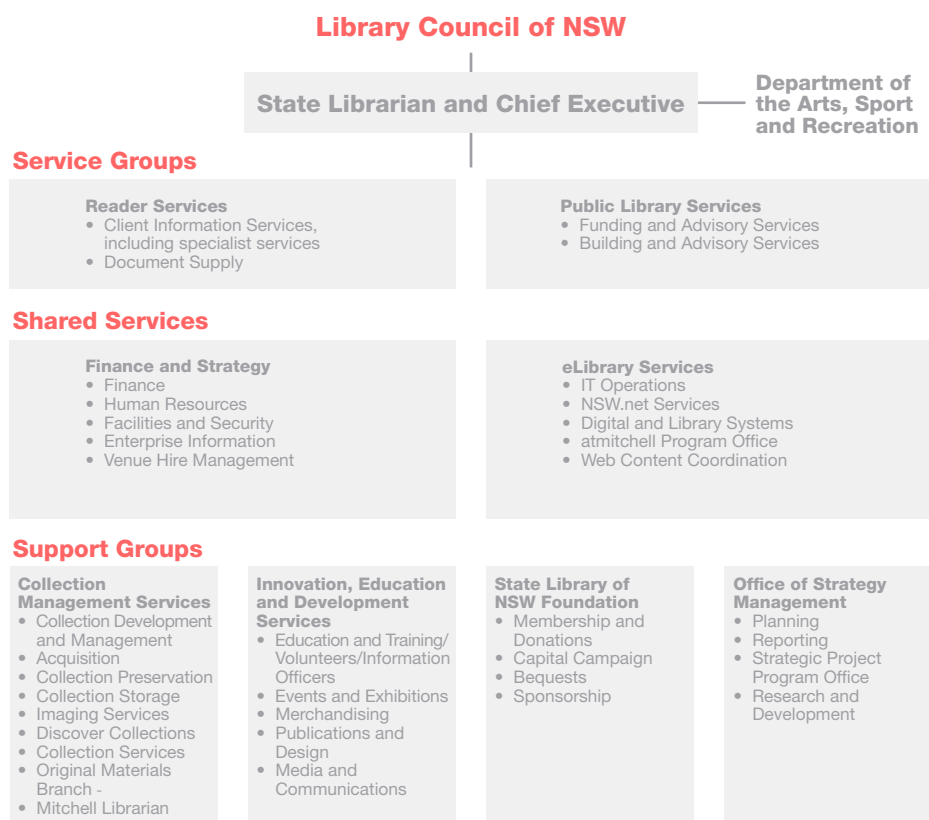 Library Council of NSW
State Librarian and Chief Executive
Department of
the Arts, Sport
and Recreation
Service Groups
Reader Services
• Client Information Services,
including specialist services
• Document Supply
Public Library Services
• Funding and Advisory Services
• Building and Advisory Services
Shared Services
Finance and Strategy
• Finance
• Human Resources
• Facilities and Security
• Enterprise Information
• Venue Hire Management
eLibrary Services
• IT Operations
• NSW.net Services
• Digital and Library Systems
• atmitchell Program Office
• Web Content Coordination
Support Groups
Collection
Management Services
• Collection Development
and Management
• Acquisition
• Collection Preservation
• Collection Storage
• Imaging Services
• Discover Collections
• Collection Services
• Original Materials
Branch -
• Mitchell Librarian
Innovation, Education
and Development
Services
• Education and Training/
Volunteers/Information
Officers
• Events and Exhibitions
• Merchandising
• Publications and
Design
• Media and
Communications
State Library of
NSW Foundation
• Membership and
Donations
• Capital Campaign
• Bequests
• Sponsorship
Office of Strategy
Management
• Planning
• Reporting
• Strategic Project
Program Office
• Research and
Development